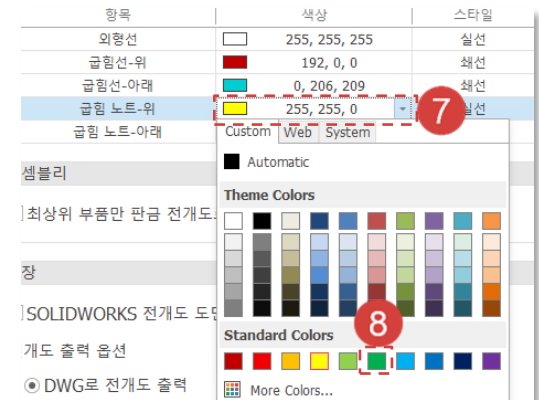 항목 색상 스타일
외형선 255, 255, 255 실선
굽힘선-위 192, 0, 0 쇄선
굽힘선-아래 0, 206, 209 쇄선
굽힘 노트-위 255, 255, 0 7 실선
굽힘 노트-아래
Custom Web System
Automatic
셈블리
Theme Colors
최상위 부품만 판금 전개도
장
SOLIDWORKS 전개도 도
8
Standard Colors
개도 출력 옵션
DWG로 전개도 출력
More Colors...